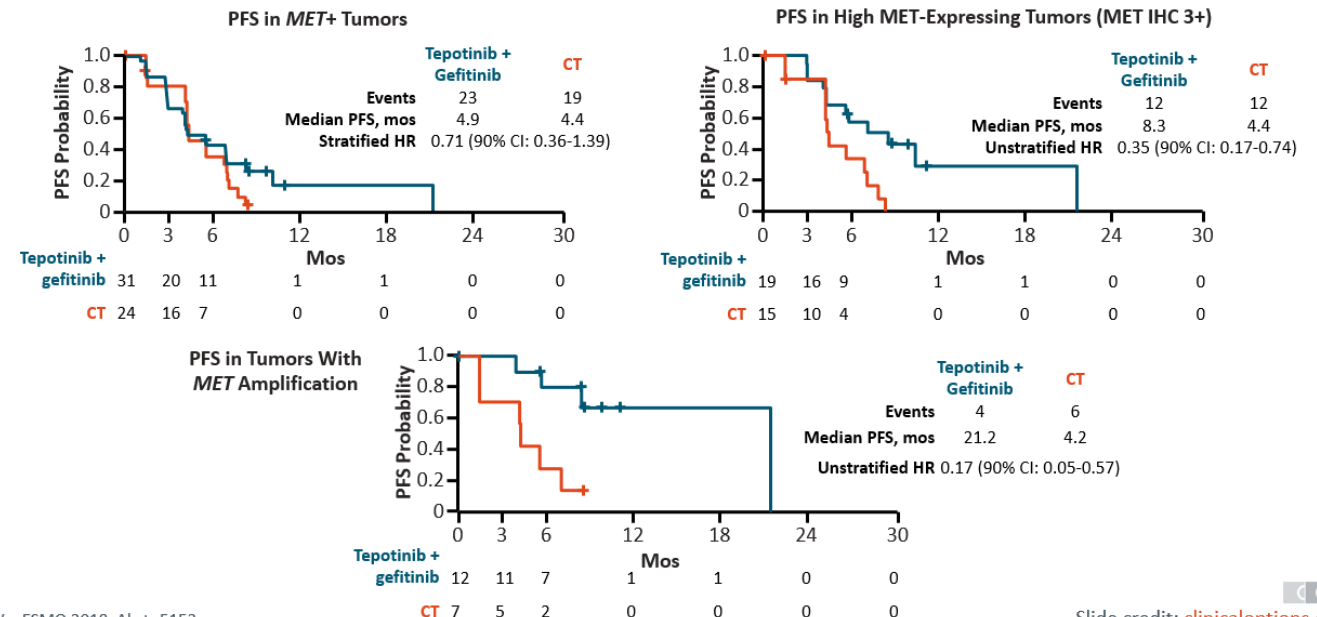 PFS in MET+ Tumors
Tepotinib +
Gefitinib
CT
Events 23 19
Median PFS, mos 4.9 4.4
Stratified HR 0.71 (90% CI: 0.36-1.39)
PFS Probability
1.0
0.8
0.6
0.4
0.2
0
0 3 6 12 18 24 30
Mos
Tepotinib +
gefitinib 31 20 11 1 1 0 0
CT 24 16 7 0 0 0 0
PFS in High MET-Expressing Tumors (MET IHC 3+)
Tepotinib +
Gefitinib
CT
Events 12 12
Median PFS, mos 8.3 4.4
Unstratified HR 0.35 (90% CI: 0.17-0.74)
PFS Probability
1.0
0.8
0.6
0.4
0.2
0
0 3 6 12 18 24 30
Mos
Tepotinib +
gefitinib 19 16 9 1 1 0 0
CT 15 10 4 0 0 0 0
PFS in Tumors With
MET Amplification
Tepotinib +
Gefitinib
CT
Events 4 6
Median PFS, mos 21.2 4.2
Unstratified HR 0.17 (90% CI: 0.05-0.57)
PFS Probability
1.0
0.8
0.6
0.4
0.2
0
0 3 6 12 18 24 30
Mos
Tepotinib +
gefitinib 12 11 7 1 1 0 0
CT 7 5 2 0 0 0 0
ESMO 2018.
Slide credit: clinicaloptions